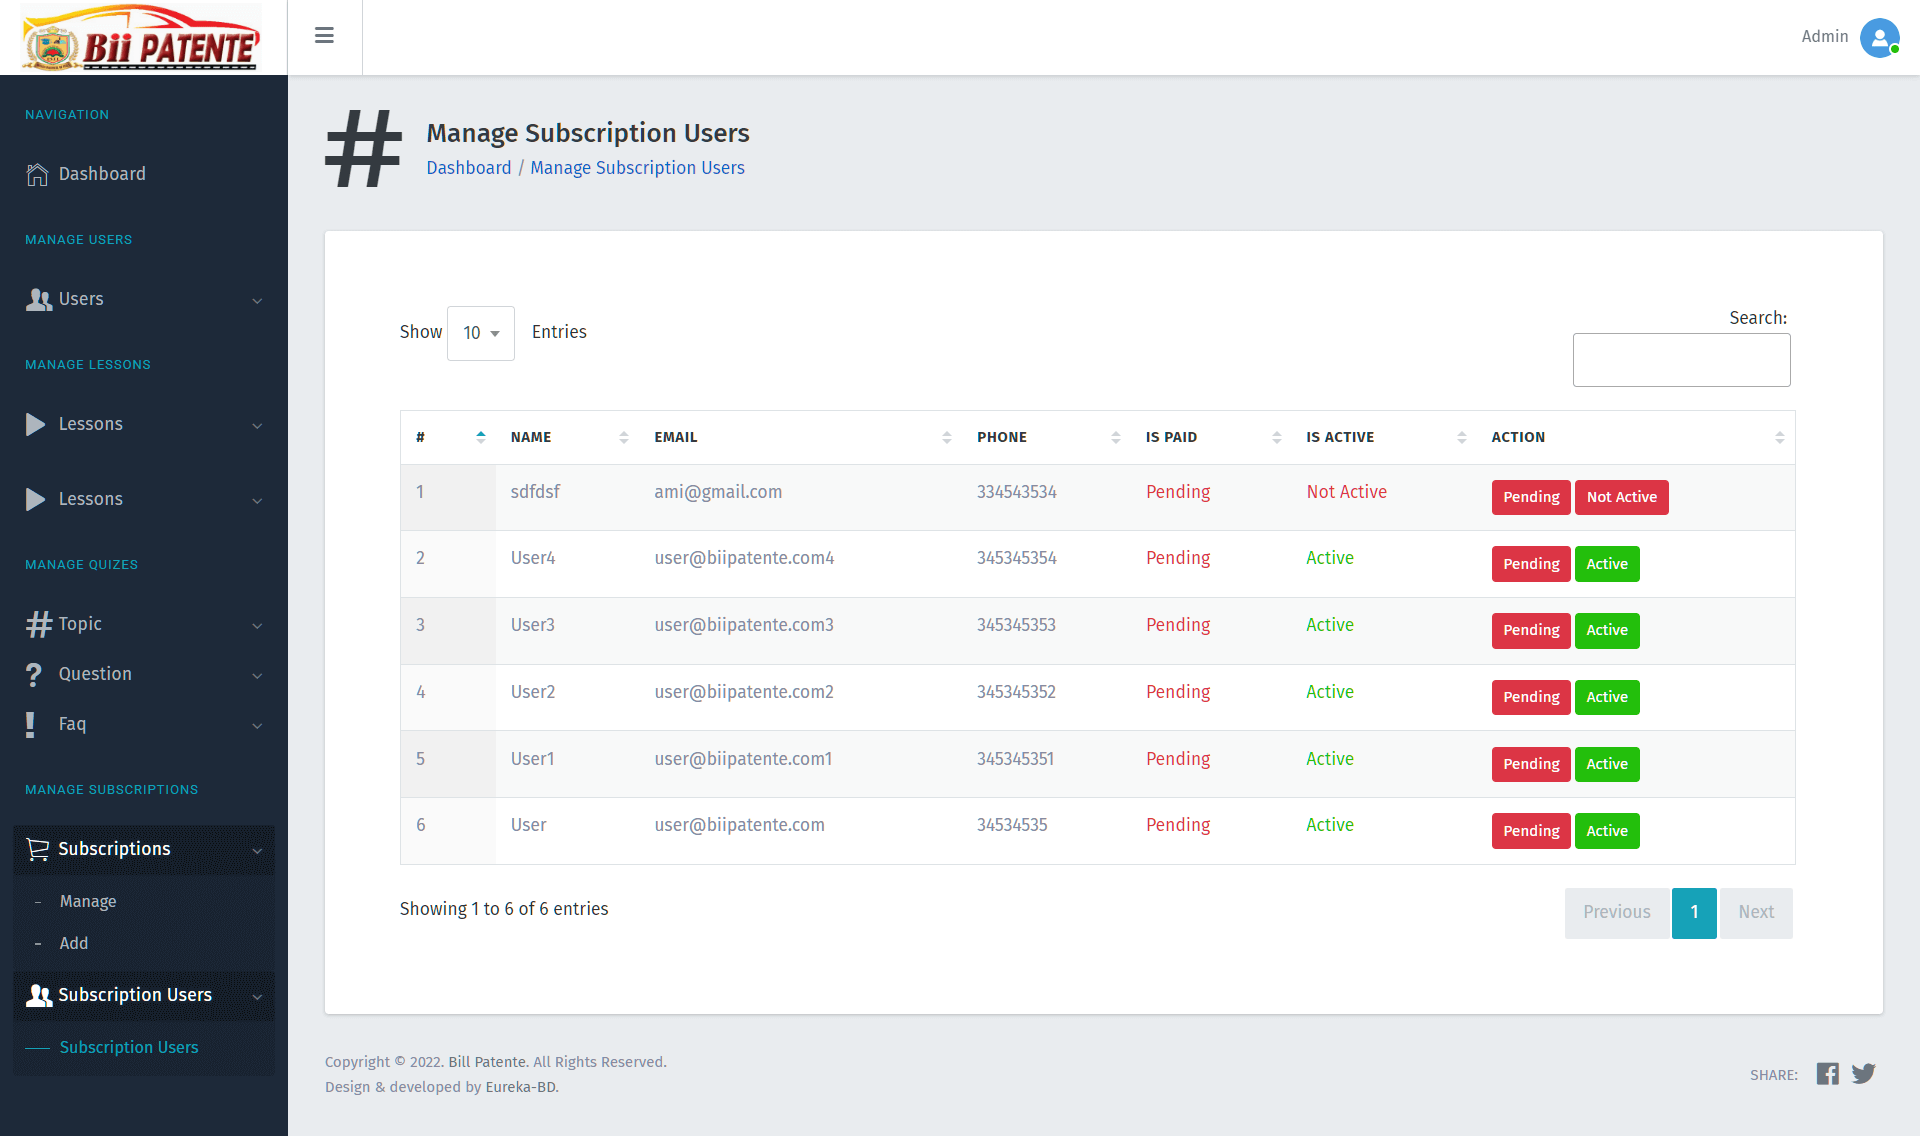 Bii PATENTE
Admin
NAVIGATION
Dashboard
MANAGE USERS
Users
MANAGE LESSONS
Lessons
Lessons
MANAGE QUIZES
Topic
Question
Faq
MANAGE SUBSCRIPTIONS
Subscriptions
Manage
Add
Subscription Users
Subscription Users
Manage Subscription Users
Dashboard / Manage Subscription Users
Show 10 Entries
Search:
# NAME EMAIL PHONE IS PAID IS ACTIVE ACTION
1 sdfdsf ami@gmail.com 334543534 Pending Not Active Pending Not Active
2 User4 user@biipatente.com4 345345354 Pending Active Pending Active
3 User3 user@biipatente.com3 345345353 Pending Active Pending Active
4 User2 user@biipatente.com2 345345352 Pending Active Pending Active
5 User1 user@biipatente.com1 345345351 Pending Active Pending Active
6 User user@biipatente.com 34534535 Pending Active Pending Active
Showing 1 to 6 of 6 entries
Previous 1 Next
Copyright © 2022. Bill Patente. All Rights Reserved.
Design & developed by Eureka-BD.
SHARE: